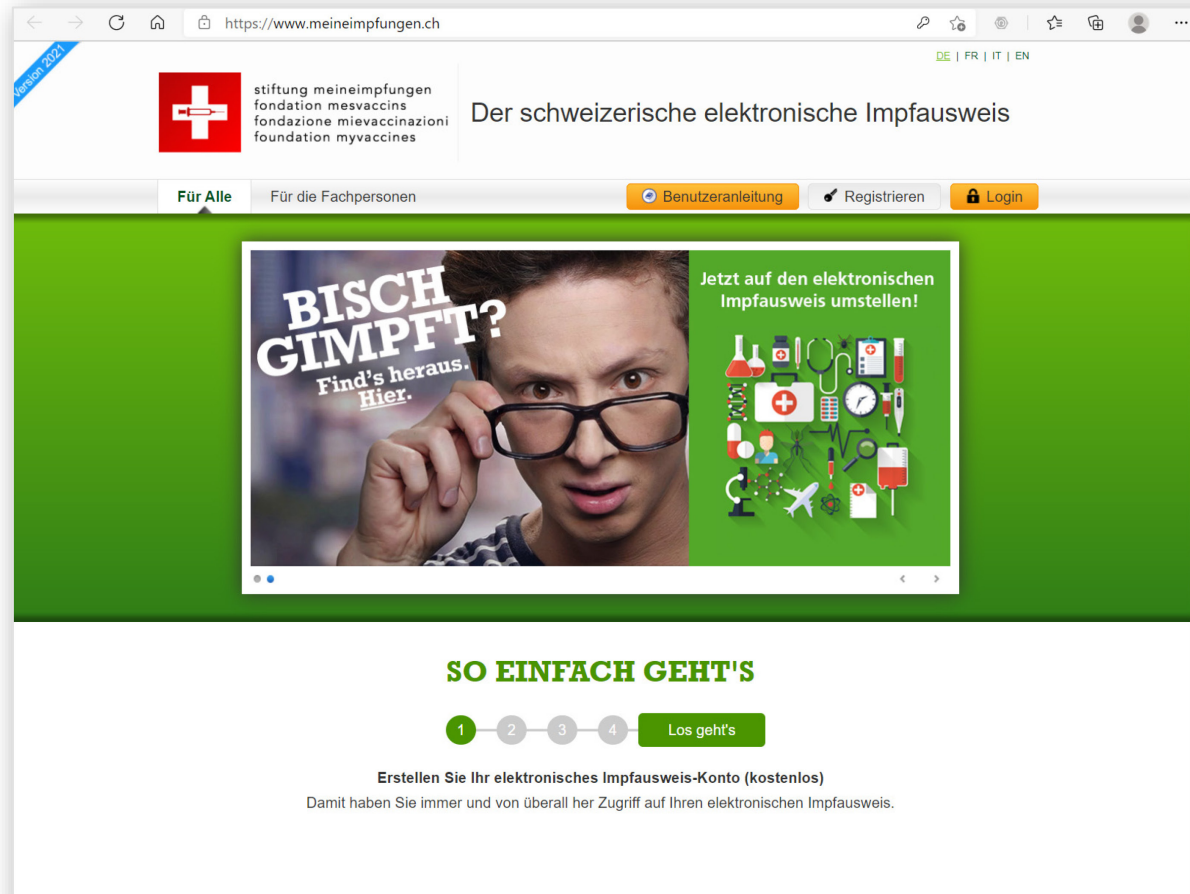 https://www.meineimpfungen.ch
Version 2021
DE | FR | IT | EN
stiftung meineimpfungen
fondation mesvaccins
fondazione mievaccinazioni
foundation myvaccines
Der schweizerische elektronische Impfausweis
Für Alle
Für die Fachpersonen
Benutzeranleitung
Registrieren
Login
BISCH
GIMPFT?
Find's heraus.
Hier.
Jetzt auf den elektronischen
Impfausweis umstellen!
SO EINFACH GEHT'S
1 2 3 4 Los geht's
Erstellen Sie Ihr elektronisches Impfausweis-Konto (kostenlos)
Damit haben Sie immer und von überall her Zugriff auf Ihren elektronischen Impfausweis.